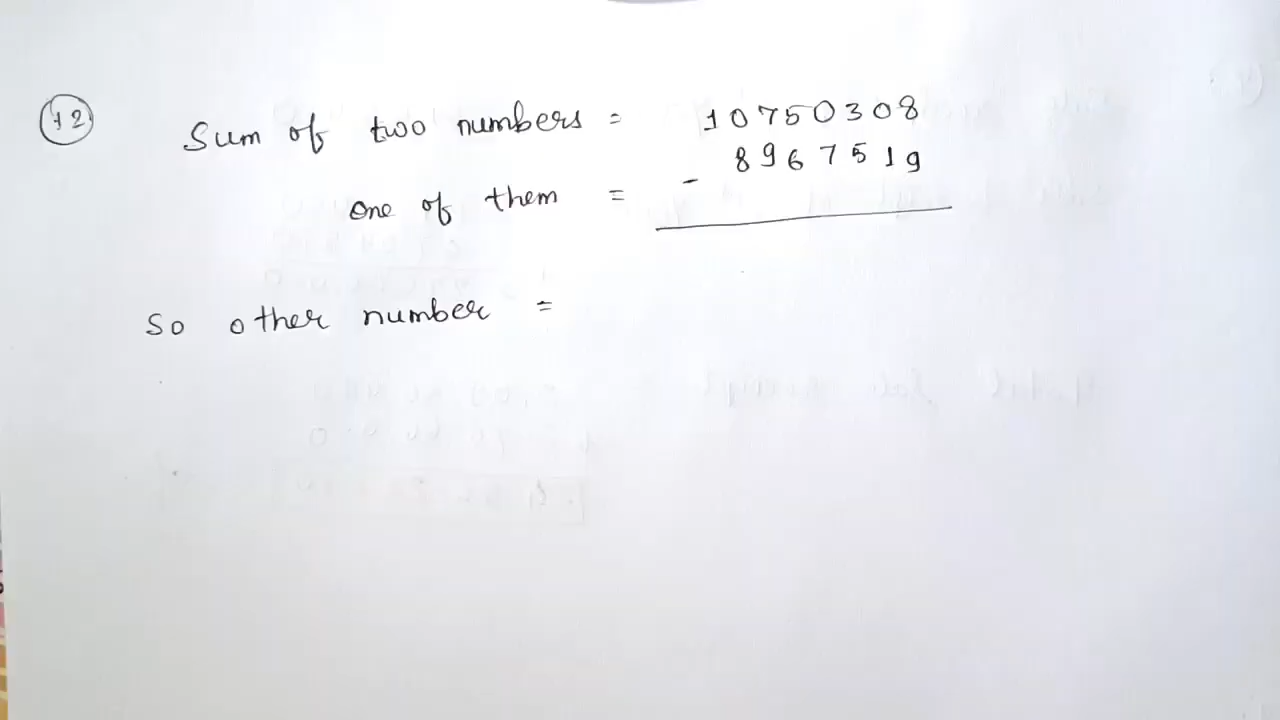 12 Sum of two numbers = 10750308
One of them = - 8967519
So other number =